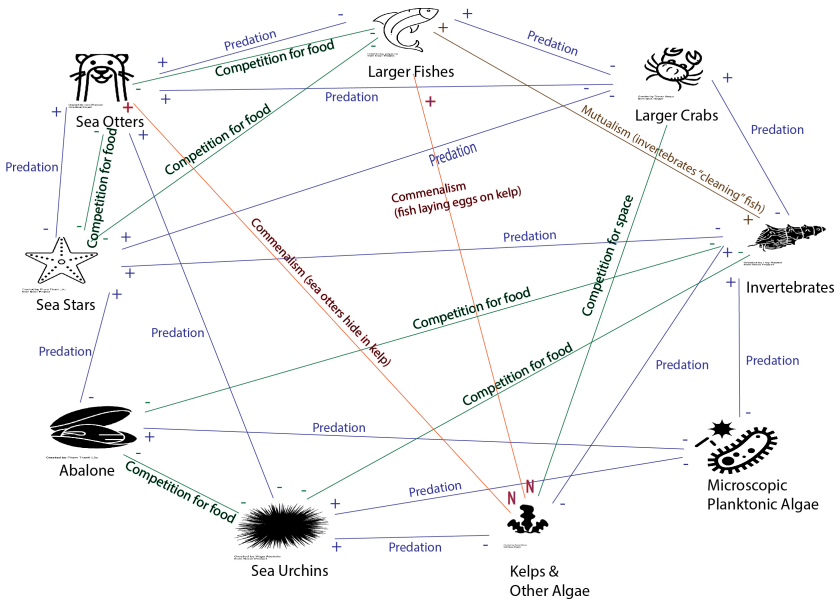 Predation
Competition for food
+
-
Larger Fishes
+
-
Predation
Mutualism (invertebrates "cleaning" fish)
Sea Otters
Predation
Larger Crabs
Predation
Competition for food
Competition for food
Predation
Predation
Commenalism
(fish laying eggs on kelp)
Commenalism (sea otters hide in kelp)
Competition for space
Sea Stars
Predation
Invertebrates
Competition for food
Predation
Predation
Competition for food
Predation
Predation
Abalone
Predation
Microscopic
Planktonic Algae
Competition for food
Predation
N
N
Sea Urchins
Predation
Kelps &
Other Algae